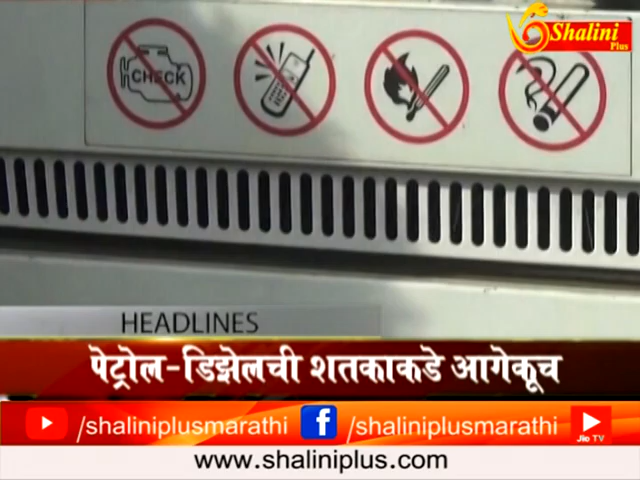 Shalini
Plus
CHECK
HEADLINES
पेट्रोल-डिझेलची शतकाकडे आगेकूच
/shaliniplusmarathi
/shaliniplusmarathi
Jio TV
www.shaliniplus.com